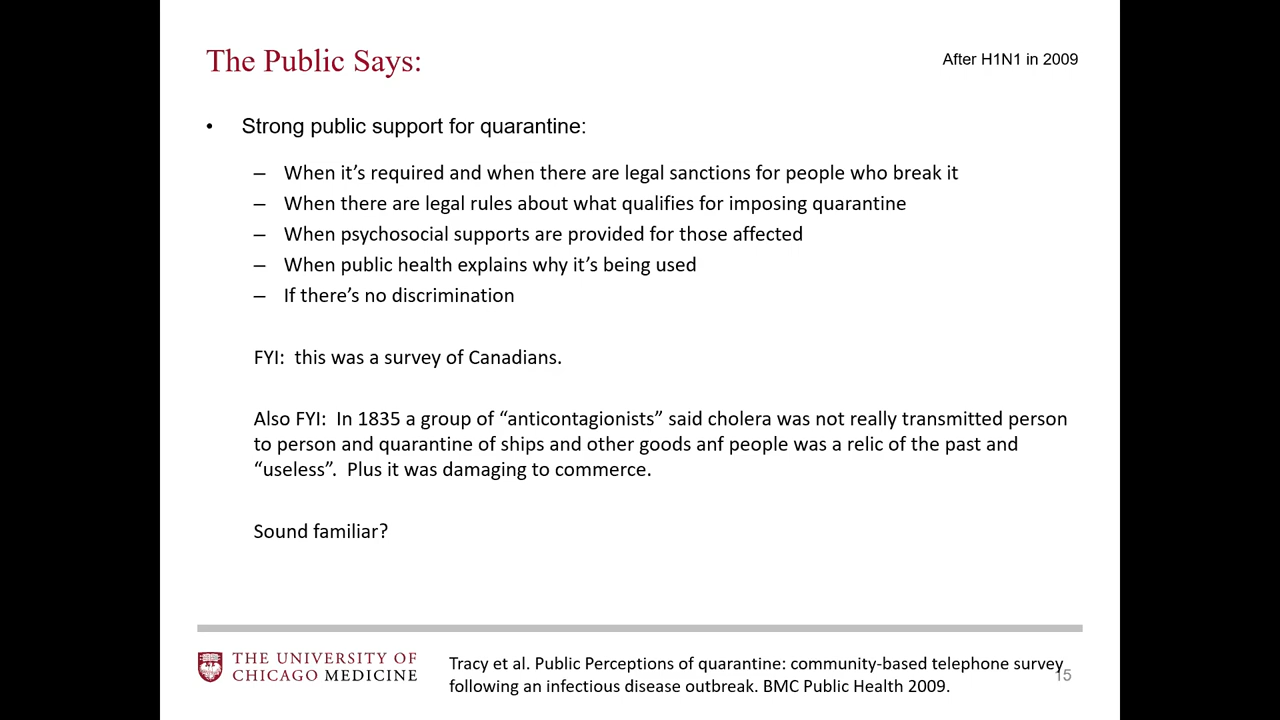 The Public Says:
After H1N1 in 2009
• Strong public support for quarantine:
– When it’s required and when there are legal sanctions for people who break it
– When there are legal rules about what qualifies for imposing quarantine
– When psychosocial supports are provided for those affected
– When public health explains why it’s being used
– If there’s no discrimination
FYI:  this was a survey of Canadians.
Also FYI:  In 1835 a group of “anticontagionists” said cholera was not really transmitted person
to person and quarantine of ships and other goods anf people was a relic of the past and
“useless”.  Plus it was damaging to commerce.
Sound familiar?
THE UNIVERSITY OF
CHICAGO MEDICINE
Tracy et al. Public Perceptions of quarantine: community-based telephone survey
following an infectious disease outbreak. BMC Public Health 2009.
15